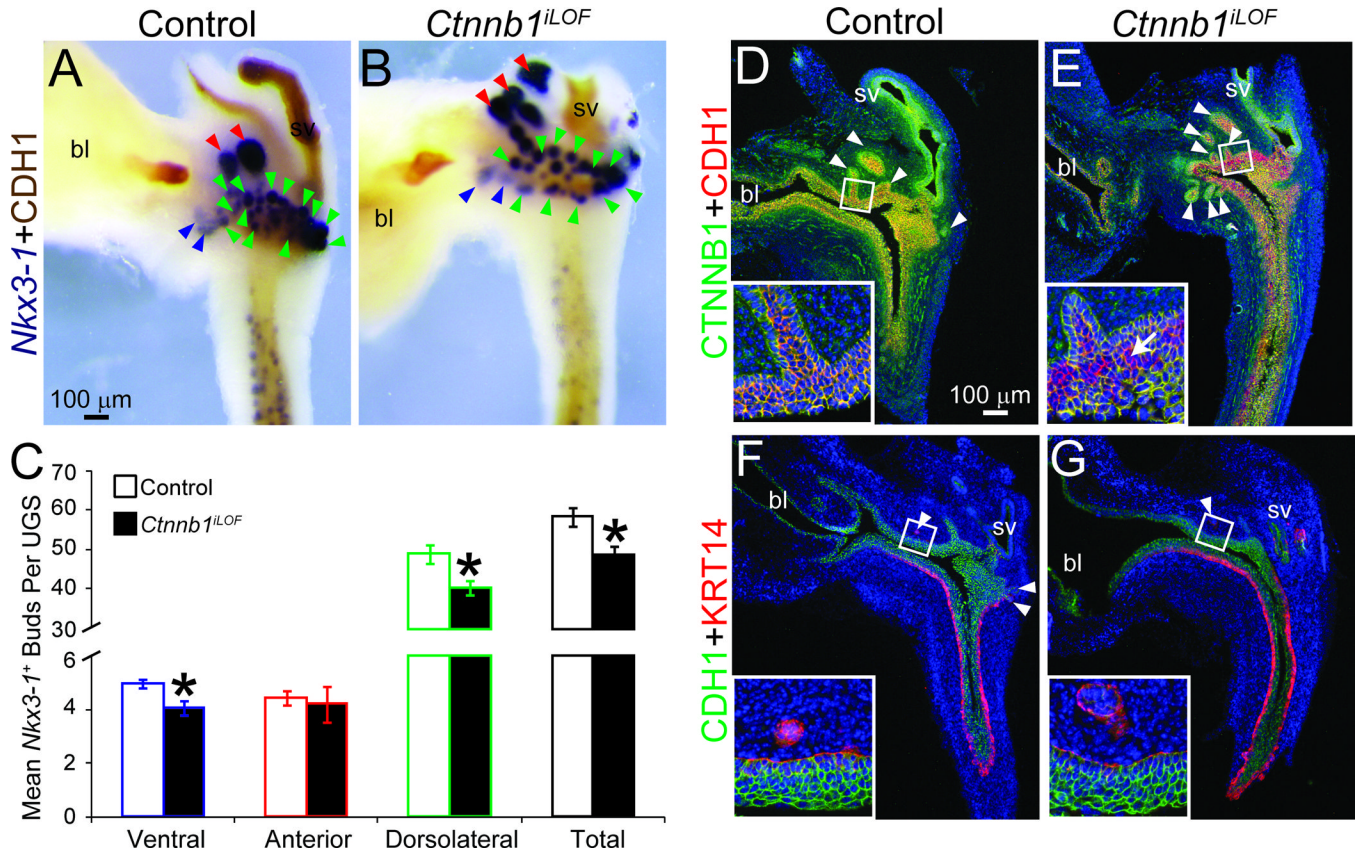 Control
Ctnnb1iLOF
Control
Ctnnb1iLOF
Nkx3-1+CDH1
A
bl
sv
100 μm
B
sv
bl
CTNNB1+CDH1
D
sv
bl
100 μm
E
sv
bl
C
Mean Nkx3-1+ Buds Per UGS
70
60
50
40
30
6
4
2
0
Control
Ctnnb1iLOF
*
*
*
Ventral
Anterior
Dorsolateral
Total
CDH1+KRT14
F
bl
sv
G
sv
bl